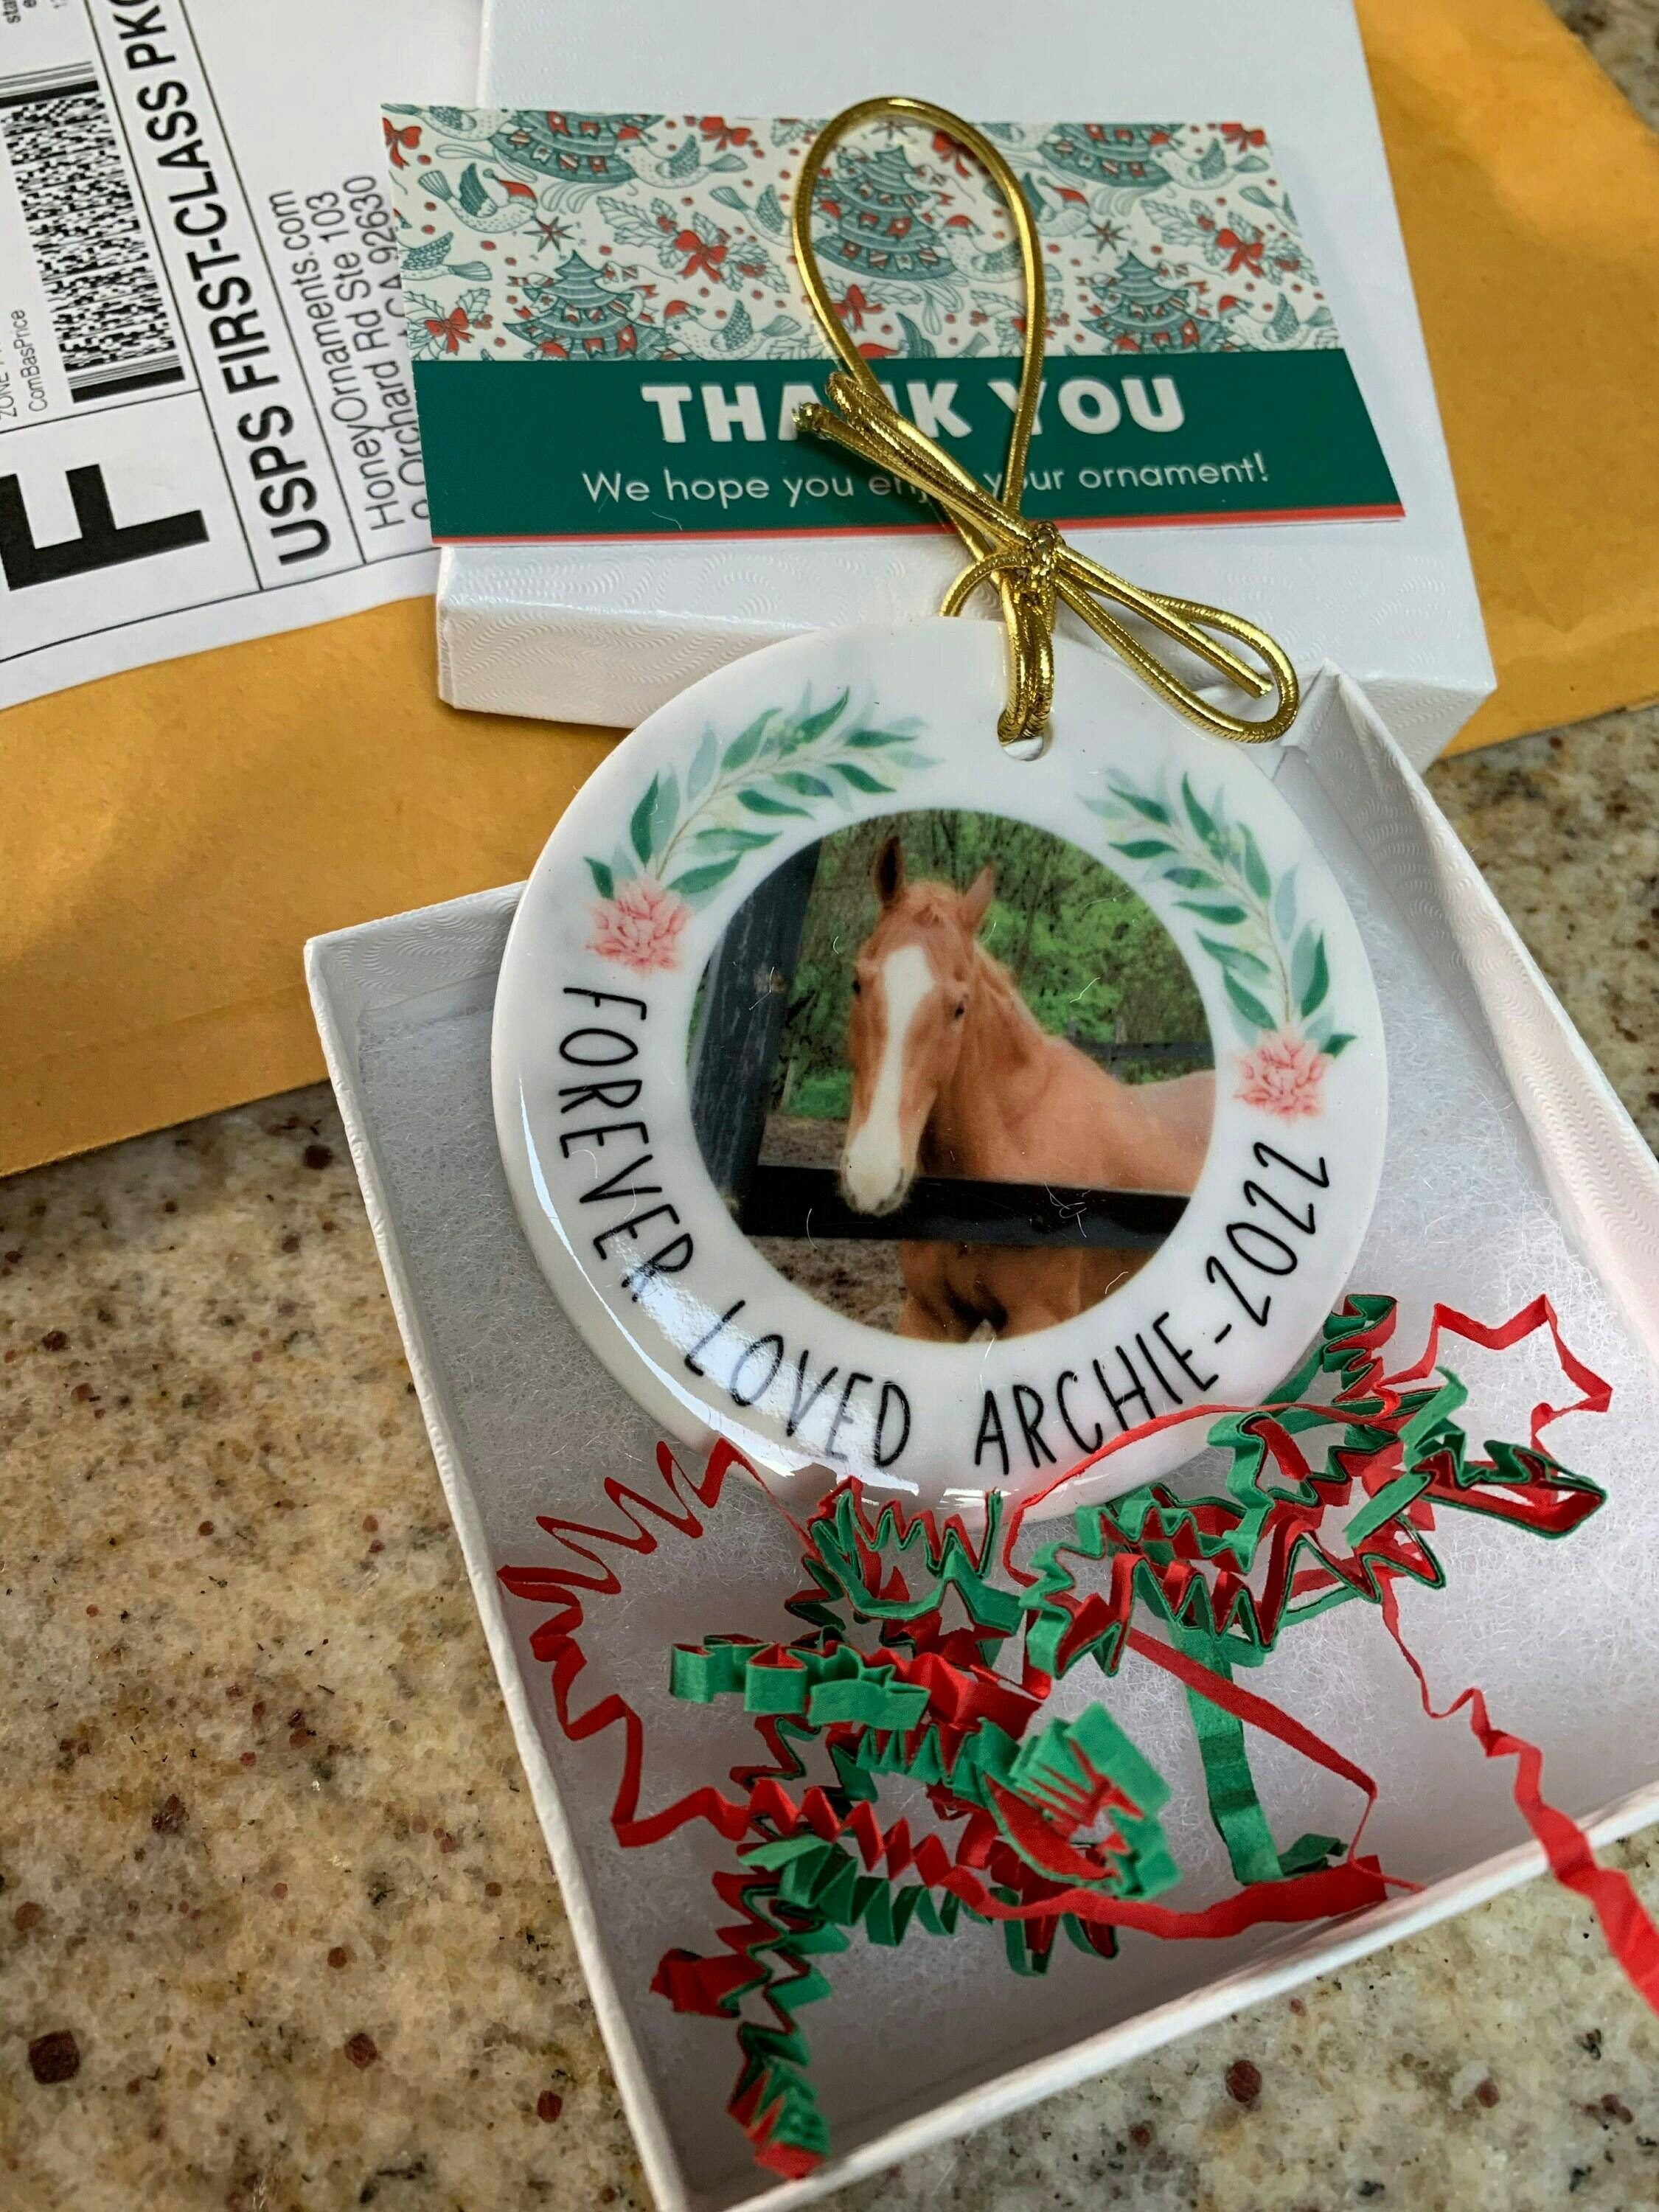 ComBasPrice
F
USPS FIRST-CLASS PKG
HoneyOrnaments.com
Orchard Rd Ste 103
CA 92630
THANK YOU
We hope you enjoy your ornament!
FOREVER LOVED ARCHIE-2022